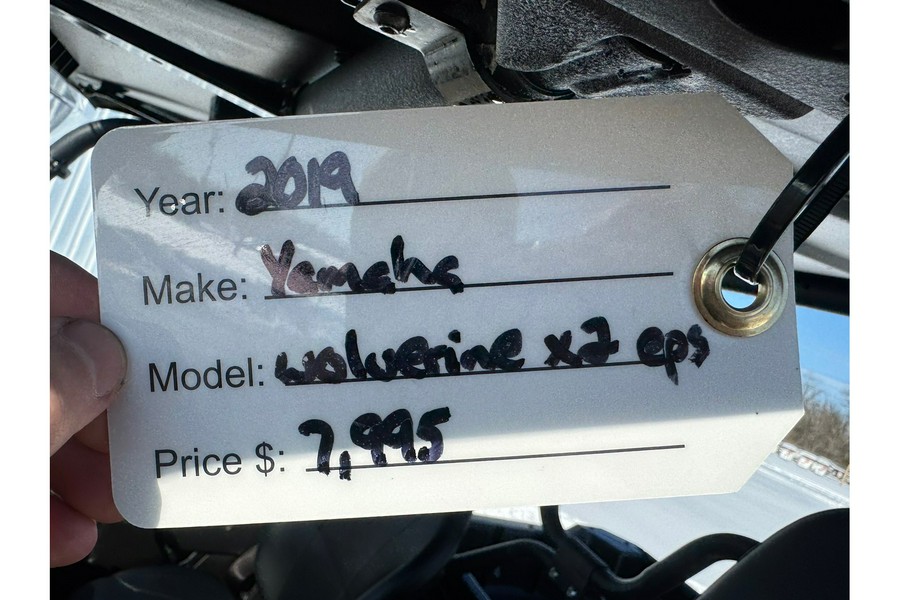 Year: 2019
Make: Yamaha
Model: wolverine x2 eps
Price $: 7,995